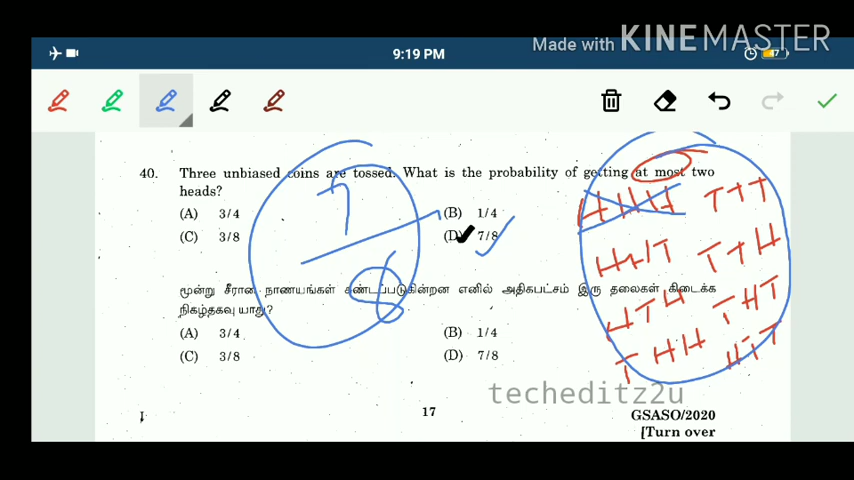 Made with KINEMASTER
9:19 PM
40. Three unbiased coins are tossed. What is the probability of getting at most two
heads?
(A) 3/4 (B) 1/4
(C) 3/8 (D) 7/8
7
8
HHH TTT
HHT TTH
HTH THT
THH HTT
மூன்று சீரான நாணயங்கள் சுண்டப்படுகின்றன எனில் அதிகபட்சம் இரு தலைகள் கிடைக்க
நிகழ்தகவு யாது?
(A) 3/4 (B) 1/4
(C) 3/8 (D) 7/8
techeditz2u
I 17 GSASO/2020
[Turn over